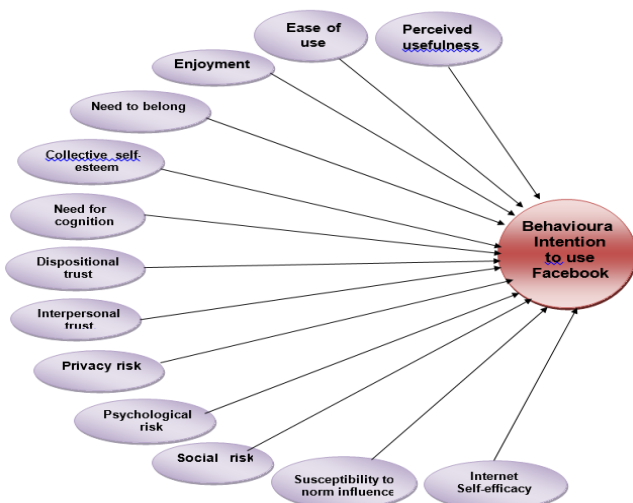 Ease of
use
Perceived
usefulness
Enjoyment
Need to belong
Collective self-
esteem
Need for
cognition
Dispositional
trust
Interpersonal
trust
Privacy risk
Psychological
risk
Social risk
Susceptibility to
norm influence
Internet
Self-efficacy
Behavioura
Intention
to use
Facebook